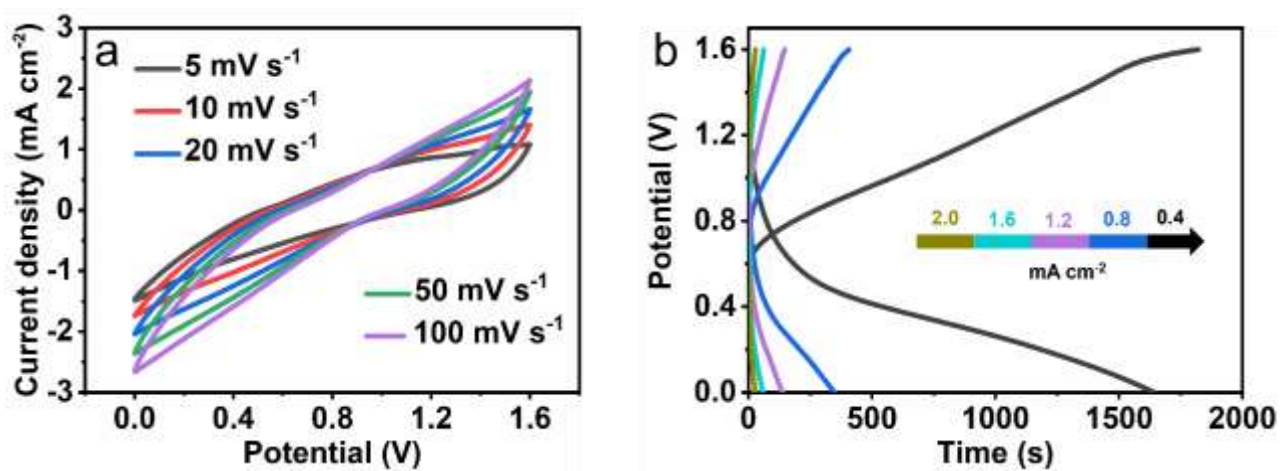 a
5 mV s⁻¹
10 mV s⁻¹
20 mV s⁻¹
50 mV s⁻¹
100 mV s⁻¹
Current density (mA cm⁻²)
3
2
1
0
-1
-2
-3
0.0 0.4 0.8 1.2 1.6
Potential (V)
b
Potential (V)
1.6
1.2
0.8
0.4
0.0
2.0 1.6 1.2 0.8 0.4
mA cm⁻²
0 500 1000 1500 2000
Time (s)